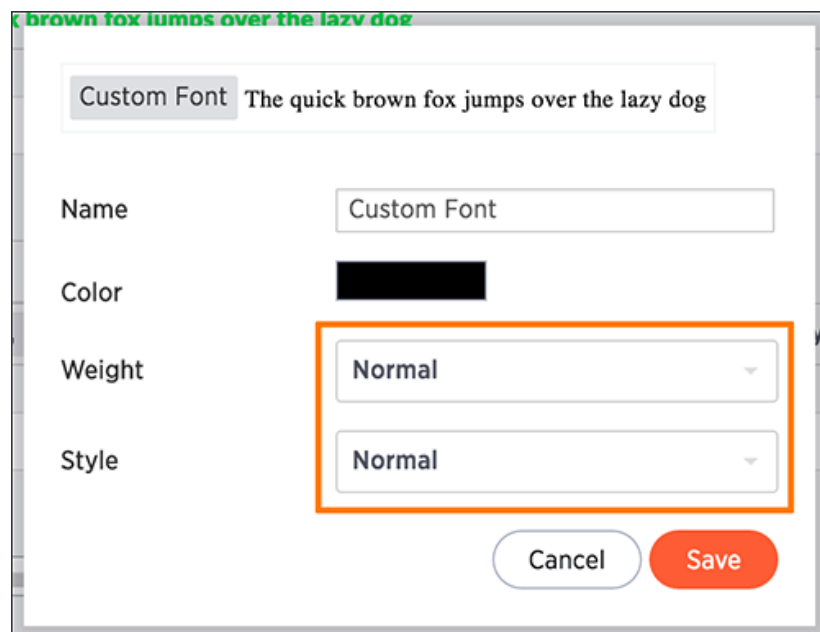 k brown fox jumps over the lazy dog
Custom Font The quick brown fox jumps over the lazy dog
Name Custom Font
Color
Weight Normal
Style Normal
Cancel Save